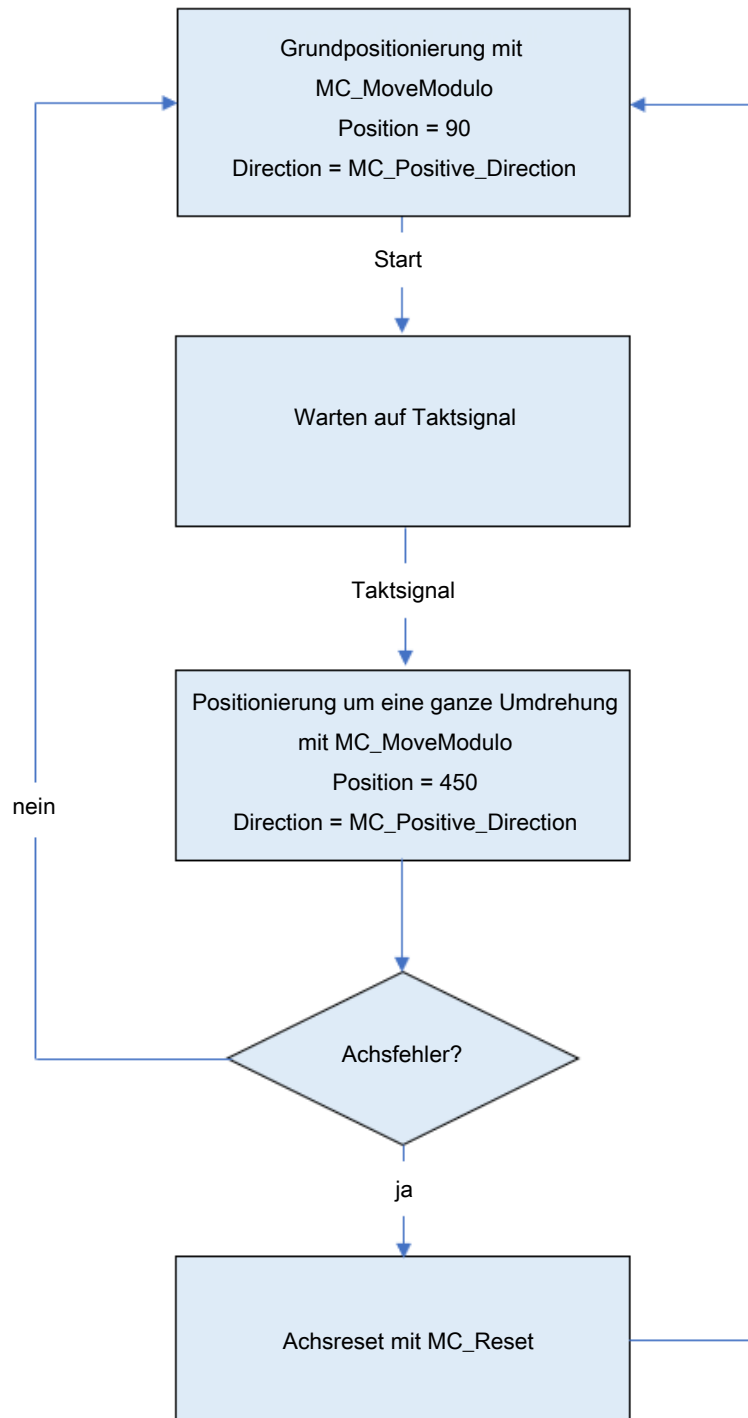 Grundpositionierung mit
MC_MoveModulo
Position = 90
Direction = MC_Positive_Direction
Start
Warten auf Taktsignal
Taktsignal
Positionierung um eine ganze Umdrehung
mit MC_MoveModulo
Position = 450
Direction = MC_Positive_Direction
nein
Achsfehler?
ja
Achsreset mit MC_Reset